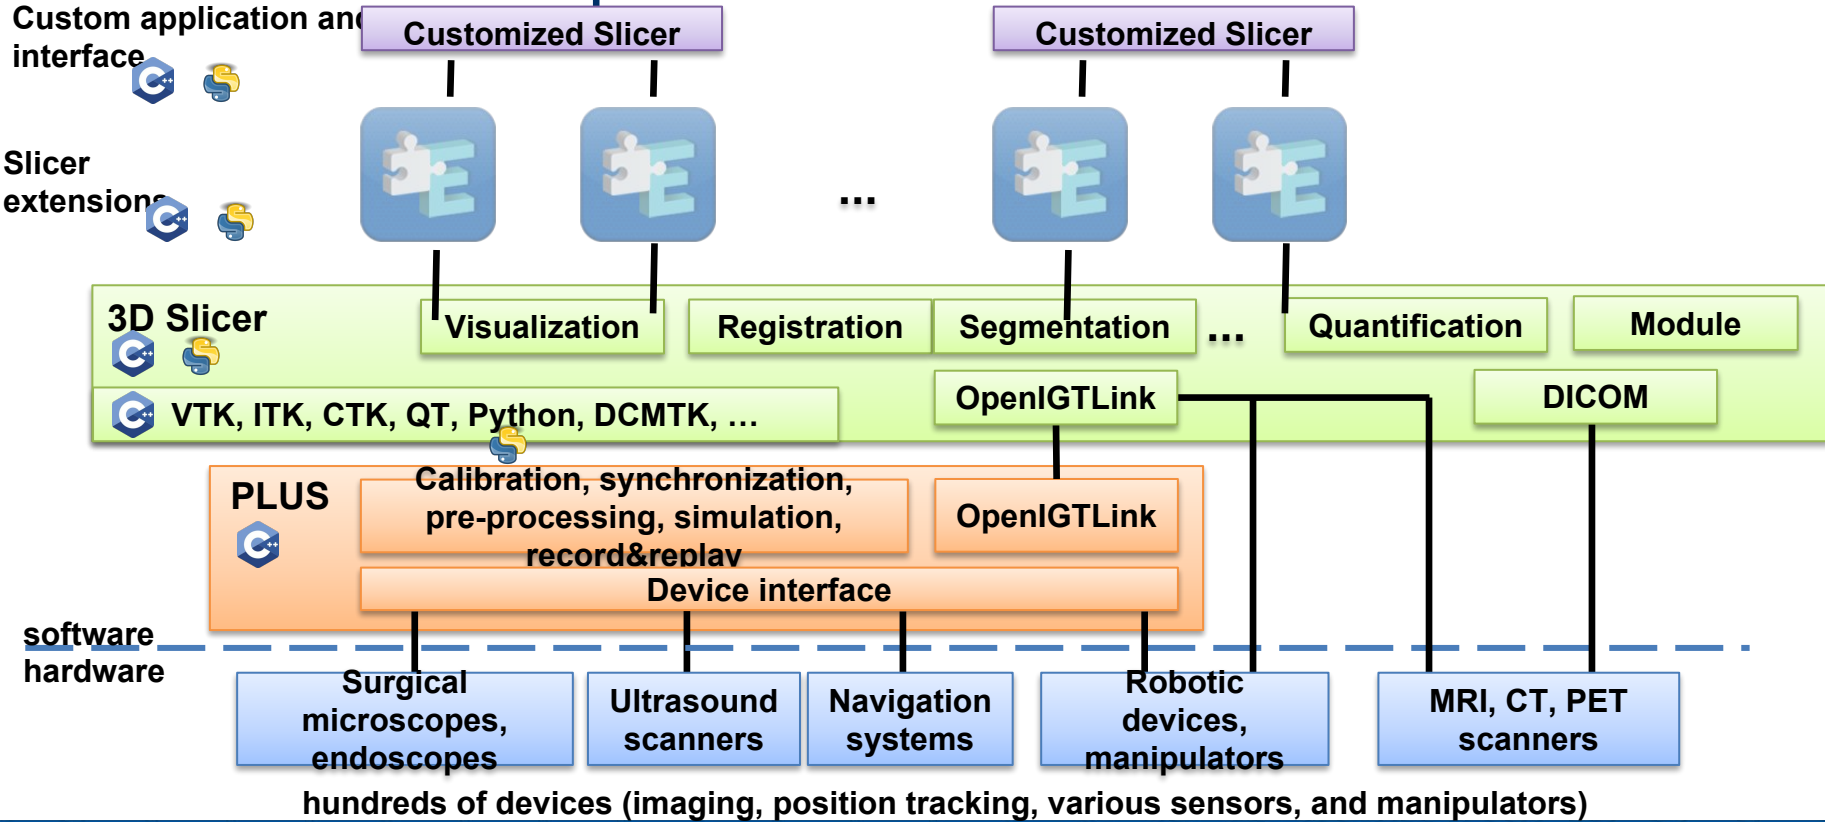 Custom application and
interface
Customized Slicer
Customized Slicer
Slicer
extensions
...
3D Slicer
Visualization
Registration
Segmentation
...
Quantification
Module
VTK, ITK, CTK, QT, Python, DCMTK, …
OpenIGTLink
DICOM
PLUS
Calibration, synchronization,
pre-processing, simulation,
record&replay
OpenIGTLink
Device interface
software
hardware
Surgical
microscopes,
endoscopes
Ultrasound
scanners
Navigation
systems
Robotic
devices,
manipulators
MRI, CT, PET
scanners
hundreds of devices (imaging, position tracking, various sensors, and manipulators)